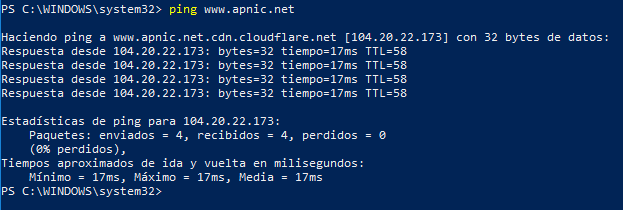 PS C:\WINDOWS\system32> ping www.apnic.net
Haciendo ping a www.apnic.net.cdn.cloudflare.net [104.20.22.173] con 32 bytes de datos:
Respuesta desde 104.20.22.173: bytes=32 tiempo=17ms TTL=58
Respuesta desde 104.20.22.173: bytes=32 tiempo=17ms TTL=58
Respuesta desde 104.20.22.173: bytes=32 tiempo=17ms TTL=58
Respuesta desde 104.20.22.173: bytes=32 tiempo=17ms TTL=58
Estadísticas de ping para 104.20.22.173:
Paquetes: enviados = 4, recibidos = 4, perdidos = 0
(0% perdidos),
Tiempos aproximados de ida y vuelta en milisegundos:
Mínimo = 17ms, Máximo = 17ms, Media = 17ms
PS C:\WINDOWS\system32>